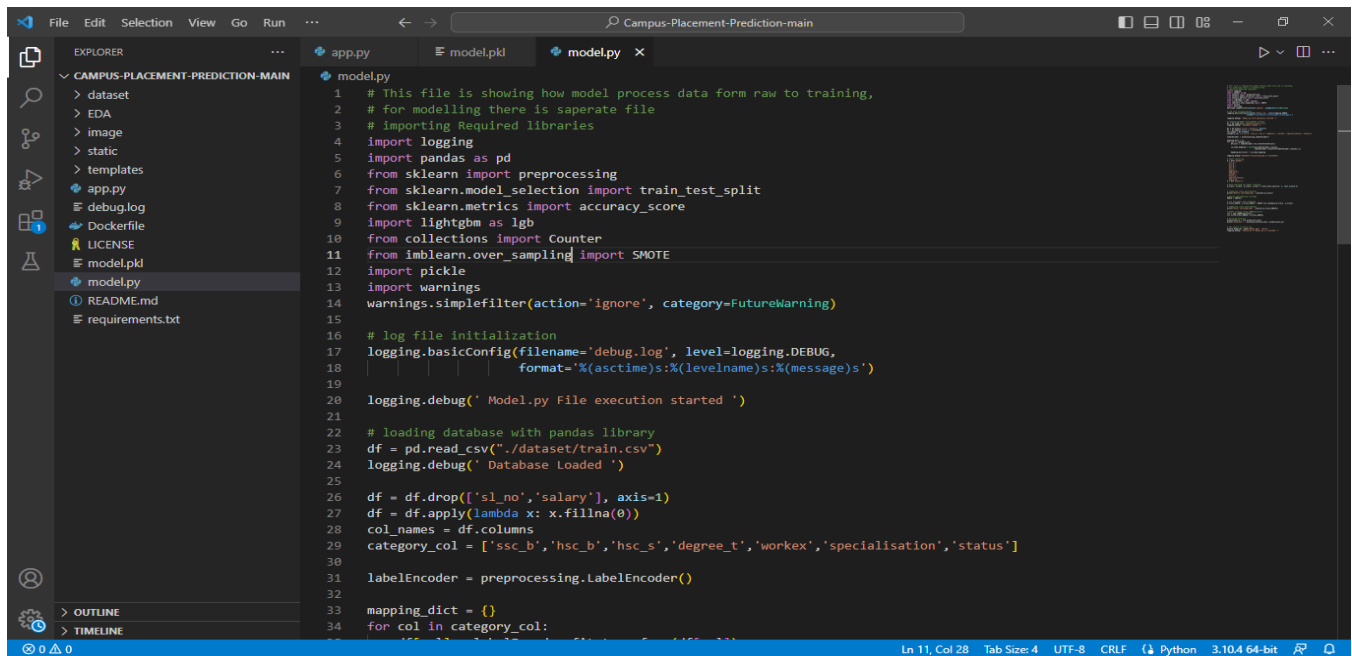 File Edit Selection View Go Run ··· ← → Campus-Placement-Prediction-main
EXPLORER ···
CAMPUS-PLACEMENT-PREDICTION-MAIN
> dataset
> EDA
> image
> static
> templates
app.py
debug.log
Dockerfile
LICENSE
model.pkl
model.py
README.md
requirements.txt
> OUTLINE
> TIMELINE
1
app.py model.pkl model.py ×
model.py
1 # This file is showing how model process data form raw to training,
2 # for modelling there is saperate file
3 # importing Required libraries
4 import logging
5 import pandas as pd
6 from sklearn import preprocessing
7 from sklearn.model_selection import train_test_split
8 from sklearn.metrics import accuracy_score
9 import lightgbm as lgb
10 from collections import Counter
11 from imblearn.over_sampling import SMOTE
12 import pickle
13 import warnings
14 warnings.simplefilter(action='ignore', category=FutureWarning)
15
16 # log file initialization
17 logging.basicConfig(filename='debug.log', level=logging.DEBUG,
18 format='%(asctime)s:%(levelname)s:%(message)s')
19
20 logging.debug(' Model.py File execution started ')
21
22 # loading database with pandas library
23 df = pd.read_csv("./dataset/train.csv")
24 logging.debug(' Database Loaded ')
25
26 df = df.drop(['sl_no','salary'], axis=1)
27 df = df.apply(lambda x: x.fillna(0))
28 col_names = df.columns
29 category_col = ['ssc_b','hsc_b','hsc_s','degree_t','workex','specialisation','status']
30
31 labelEncoder = preprocessing.LabelEncoder()
32
33 mapping_dict = {}
34 for col in category_col:
0 0 Ln 11, Col 28 Tab Size: 4 UTF-8 CRLF Python 3.10.4 64-bit